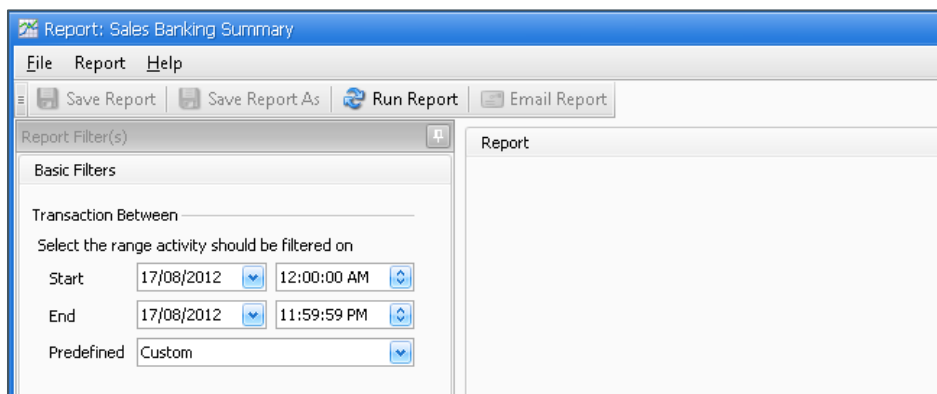 Report: Sales Banking Summary
File Report Help
Save Report Save Report As Run Report Email Report
Report Filter(s)
Report
Basic Filters
Transaction Between
Select the range activity should be filtered on
Start 17/08/2012 12:00:00 AM
End 17/08/2012 11:59:59 PM
Predefined Custom